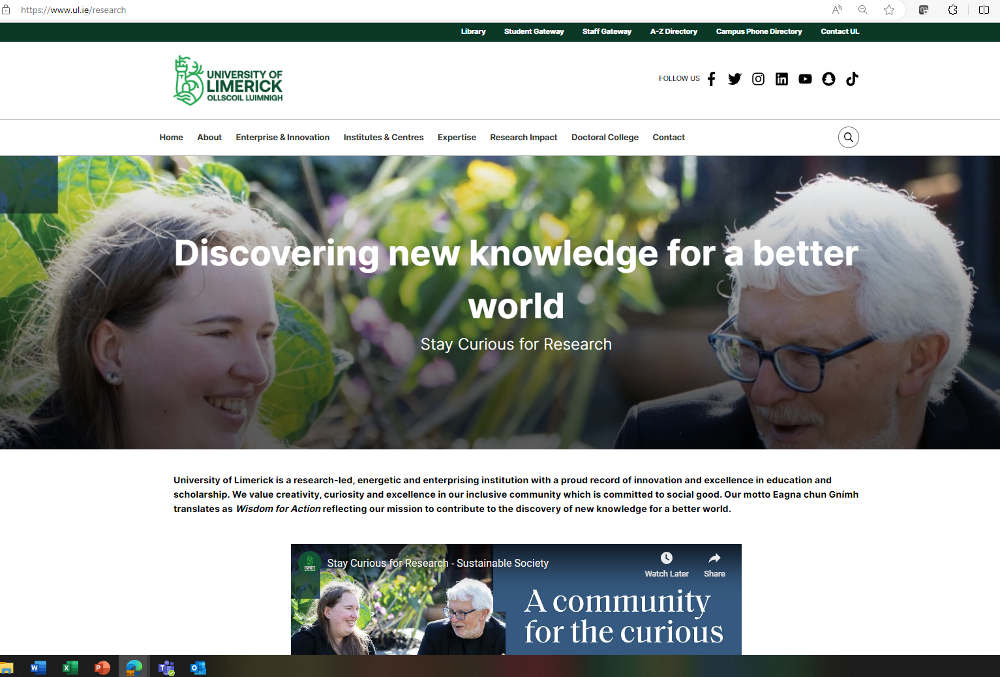 https://www.ul.ie/research
Library Student Gateway Staff Gateway A-Z Directory Campus Phone Directory Contact UL
UNIVERSITY OF
LIMERICK
OLLSCOIL LUIMNIGH
FOLLOW US
Home About Enterprise & Innovation Institutes & Centres Expertise Research Impact Doctoral College Contact
Discovering new knowledge for a better
world
Stay Curious for Research
University of Limerick is a research-led, energetic and enterprising institution with a proud record of innovation and excellence in education and
scholarship. We value creativity, curiosity and excellence in our inclusive community which is committed to social good. Our motto Eagna chun Gnímh
translates as Wisdom for Action reflecting our mission to contribute to the discovery of new knowledge for a better world.
Stay Curious for Research - Sustainable Society
Watch Later Share
A community
for the curious